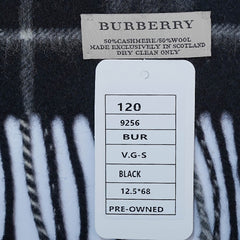 BURBERRY
50%CASHMERE/50%WOOL
MADE EXCLUSIVELY IN SCOTLAND
DRY CLEAN ONLY
120
9256
BUR
V.G-S
BLACK
12.5*68
PRE-OWNED